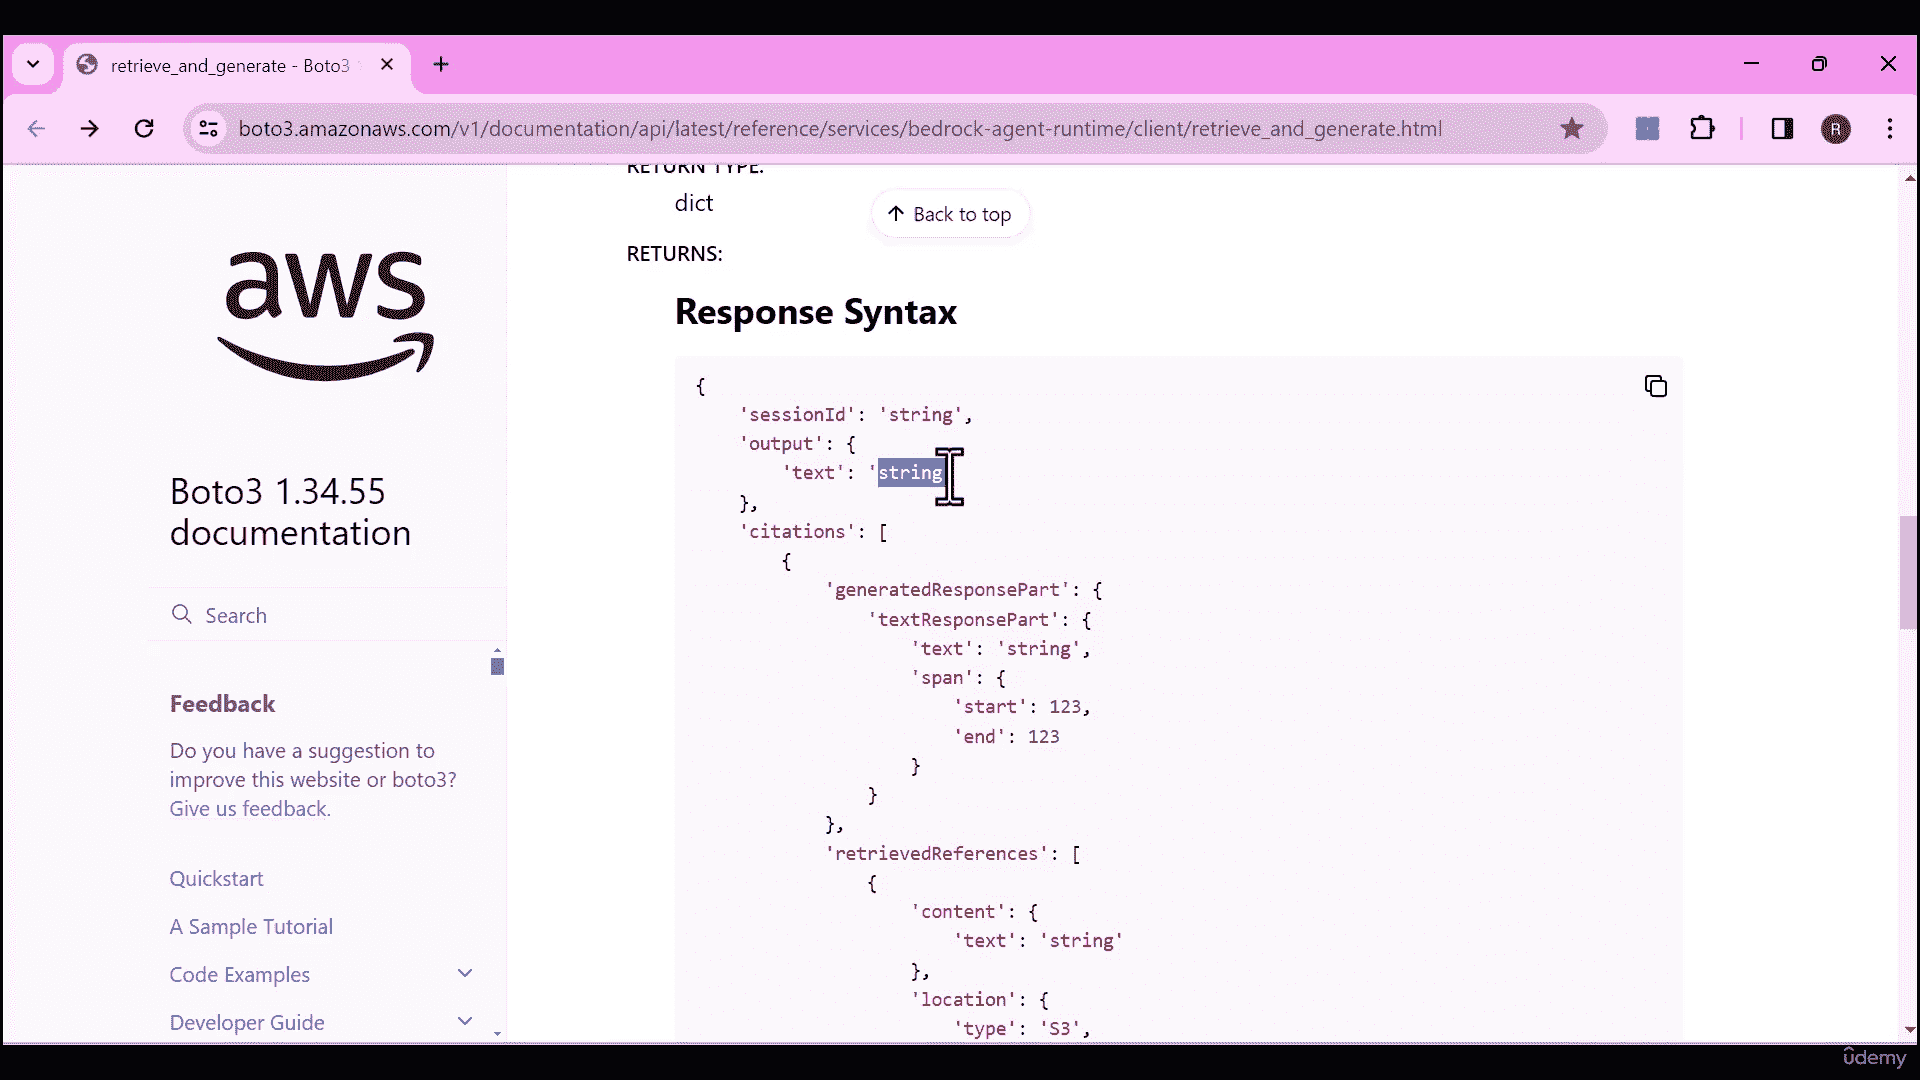 retrieve_and_generate - Boto3
boto3.amazonaws.com/v1/documentation/api/latest/reference/services/bedrock-agent-runtime/client/retrieve_and_generate.html
R
aws
Boto3 1.34.55
documentation
Search
Feedback
Do you have a suggestion to
improve this website or boto3?
Give us feedback.
Quickstart
A Sample Tutorial
Code Examples
Developer Guide
RETURN TYPE:
dict
Back to top
RETURNS:
Response Syntax
{
'sessionId': 'string',
'output': {
'text': 'string
},
'citations': [
{
'generatedResponsePart': {
'textResponsePart': {
'text': 'string',
'span': {
'start': 123,
'end': 123
}
}
},
'retrievedReferences': [
{
'content': {
'text': 'string'
},
'location': {
'type': 'S3',
udemy